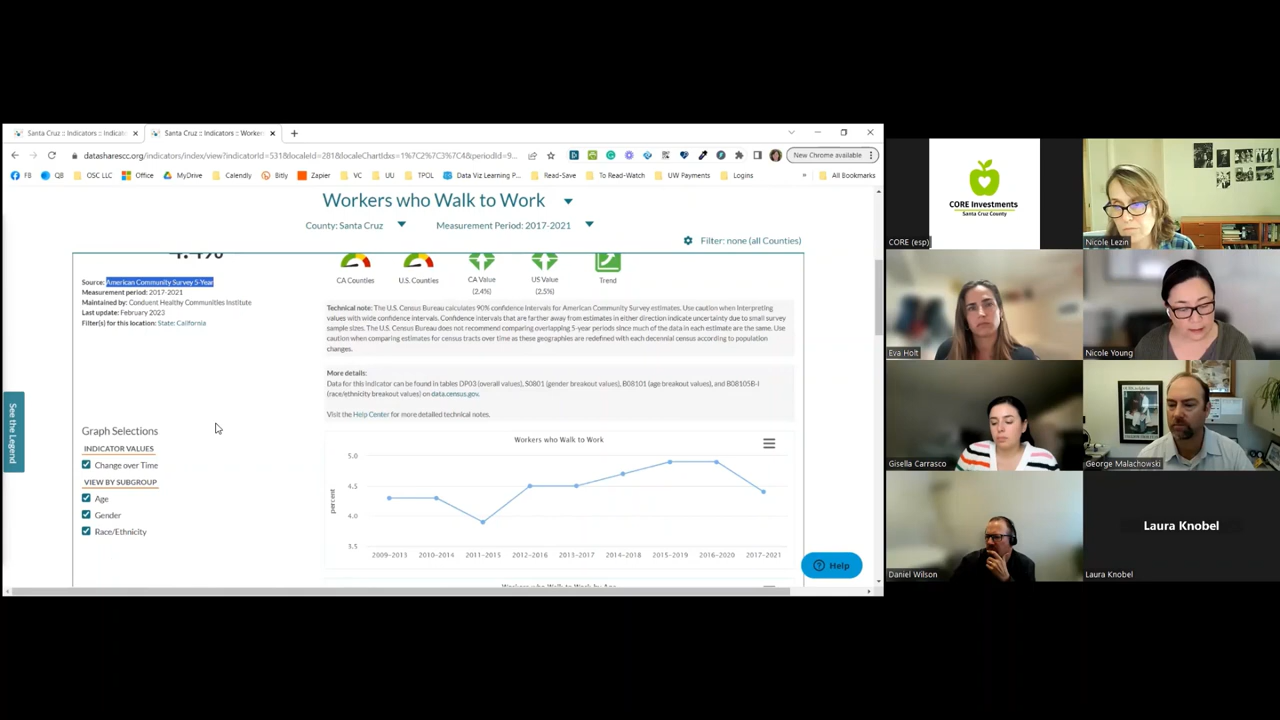 Santa Cruz :: Indicators :: Indicat
Santa Cruz :: Indicators :: Worker
datasharescc.org/indicators/index/view?indicatorId=5318&localeId=281&localeChartIdxs=1%7C2%7C3%7C4&periodId=9...
New Chrome available
FB
QB
OSC LLC
Office
MyDrive
Calendly
Bitly
Zapier
VC
UU
TPOL
Data Viz Learning P...
Read-Save
To Read-Watch
UW Payments
Logins
»
All Bookmarks
Workers who Walk to Work
County: Santa Cruz
Measurement Period: 2017-2021
Filter: none (all Counties)
Source: American Community Survey 5-Year
Measurement period: 2017-2021
Maintained by: Conduent Healthy Communities Institute
Last update: February 2023
Filter(s) for this location: State: California
CA Counties
U.S. Counties
CA Value
(2.4%)
US Value
(2.5%)
Trend
Technical note: The U.S. Census Bureau calculates 90% confidence intervals for American Community Survey estimates. Use caution when interpreting
values with wide confidence intervals. Confidence intervals that are farther away from estimates in either direction indicate uncertainty due to small survey
sample sizes. The U.S. Census Bureau does not recommend comparing overlapping 5-year periods since much of the data in each estimate are the same. Use
caution when comparing estimates for census tracts over time as these geographies are redefined with each decennial census according to population
changes.
More details:
Data for this indicator can be found in tables DP03 (overall values), S0801 (gender breakout values), B08101 (age breakout values), and B08105B-I
(race/ethnicity breakout values) on data.census.gov.
Visit the Help Center for more detailed technical notes.
See the Legend
Graph Selections
INDICATOR VALUES
Change over Time
VIEW BY SUBGROUP
Age
Gender
Race/Ethnicity
Workers who Walk to Work
percent
5.0
4.5
4.0
3.5
2009-2013
2010-2014
2011-2015
2012-2016
2013-2017
2014-2018
2015-2019
2016-2020
2017-2021
Workers who Walk to Work by Age
Help
CORE Investments
Santa Cruz County
CORE (esp)
Nicole Lezin
Eva Holt
Nicole Young
Gisella Carrasco
George Malachowski
Daniel Wilson
Laura Knobel
Laura Knobel